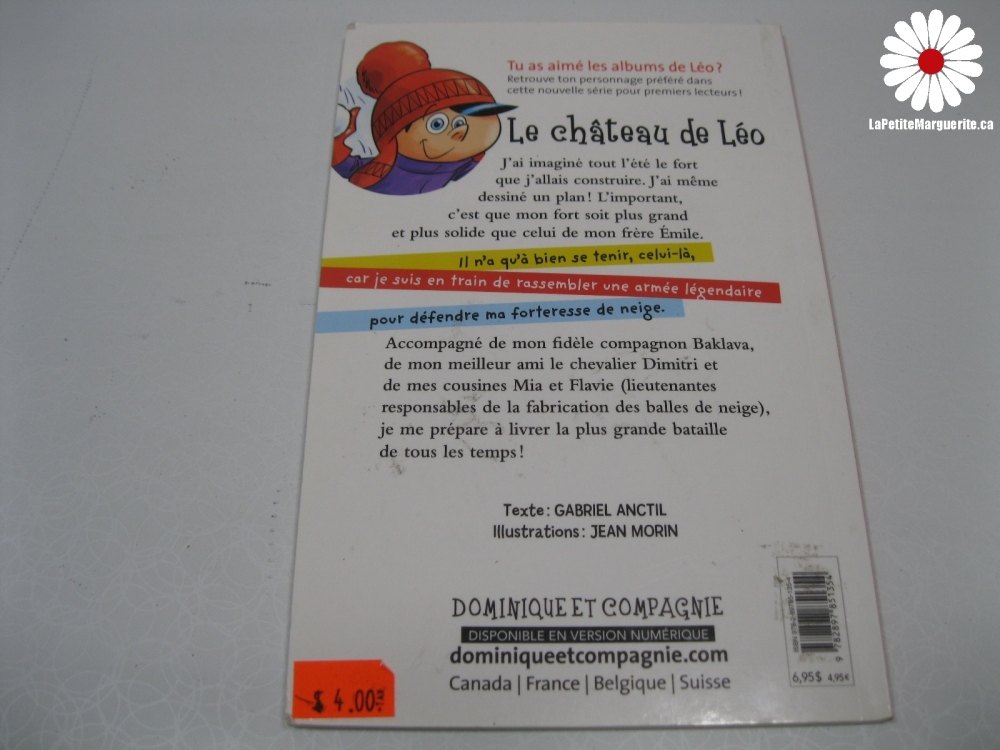 LaPetiteMarguerite.ca
Tu as aimé les albums de Léo?
Retrouve ton personnage préféré dans
cette nouvelle série pour premiers lecteurs!
Le château de Léo
J'ai imaginé tout l'été le fort
que j'allais construire. J'ai même
dessiné un plan! L'important,
c'est que mon fort soit plus grand
et plus solide que celui de mon frère Émile.
Il n'a qu'à bien se tenir, celui-là,
car je suis en train de rassembler une armée légendaire
pour défendre ma forteresse de neige.
Accompagné de mon fidèle compagnon Baklava,
de mon meilleur ami le chevalier Dimitri et
de mes cousines Mia et Flavie (lieutenantes
responsables de la fabrication des balles de neige),
je me prépare à livrer la plus grande bataille
de tous les temps!
Texte: GABRIEL ANCTIL
Illustrations: JEAN MORIN
DOMINIQUE ET COMPAGNIE
DISPONIBLE EN VERSION NUMÉRIQUE
dominiqueetcompagnie.com
Canada | France | Belgique | Suisse
9 782897 851354
6,95$ 4,95€
$ 4.00